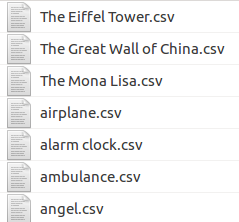 The Eiffel Tower.csv
The Great Wall of China.csv
The Mona Lisa.csv
airplane.csv
alarm clock.csv
ambulance.csv
angel.csv